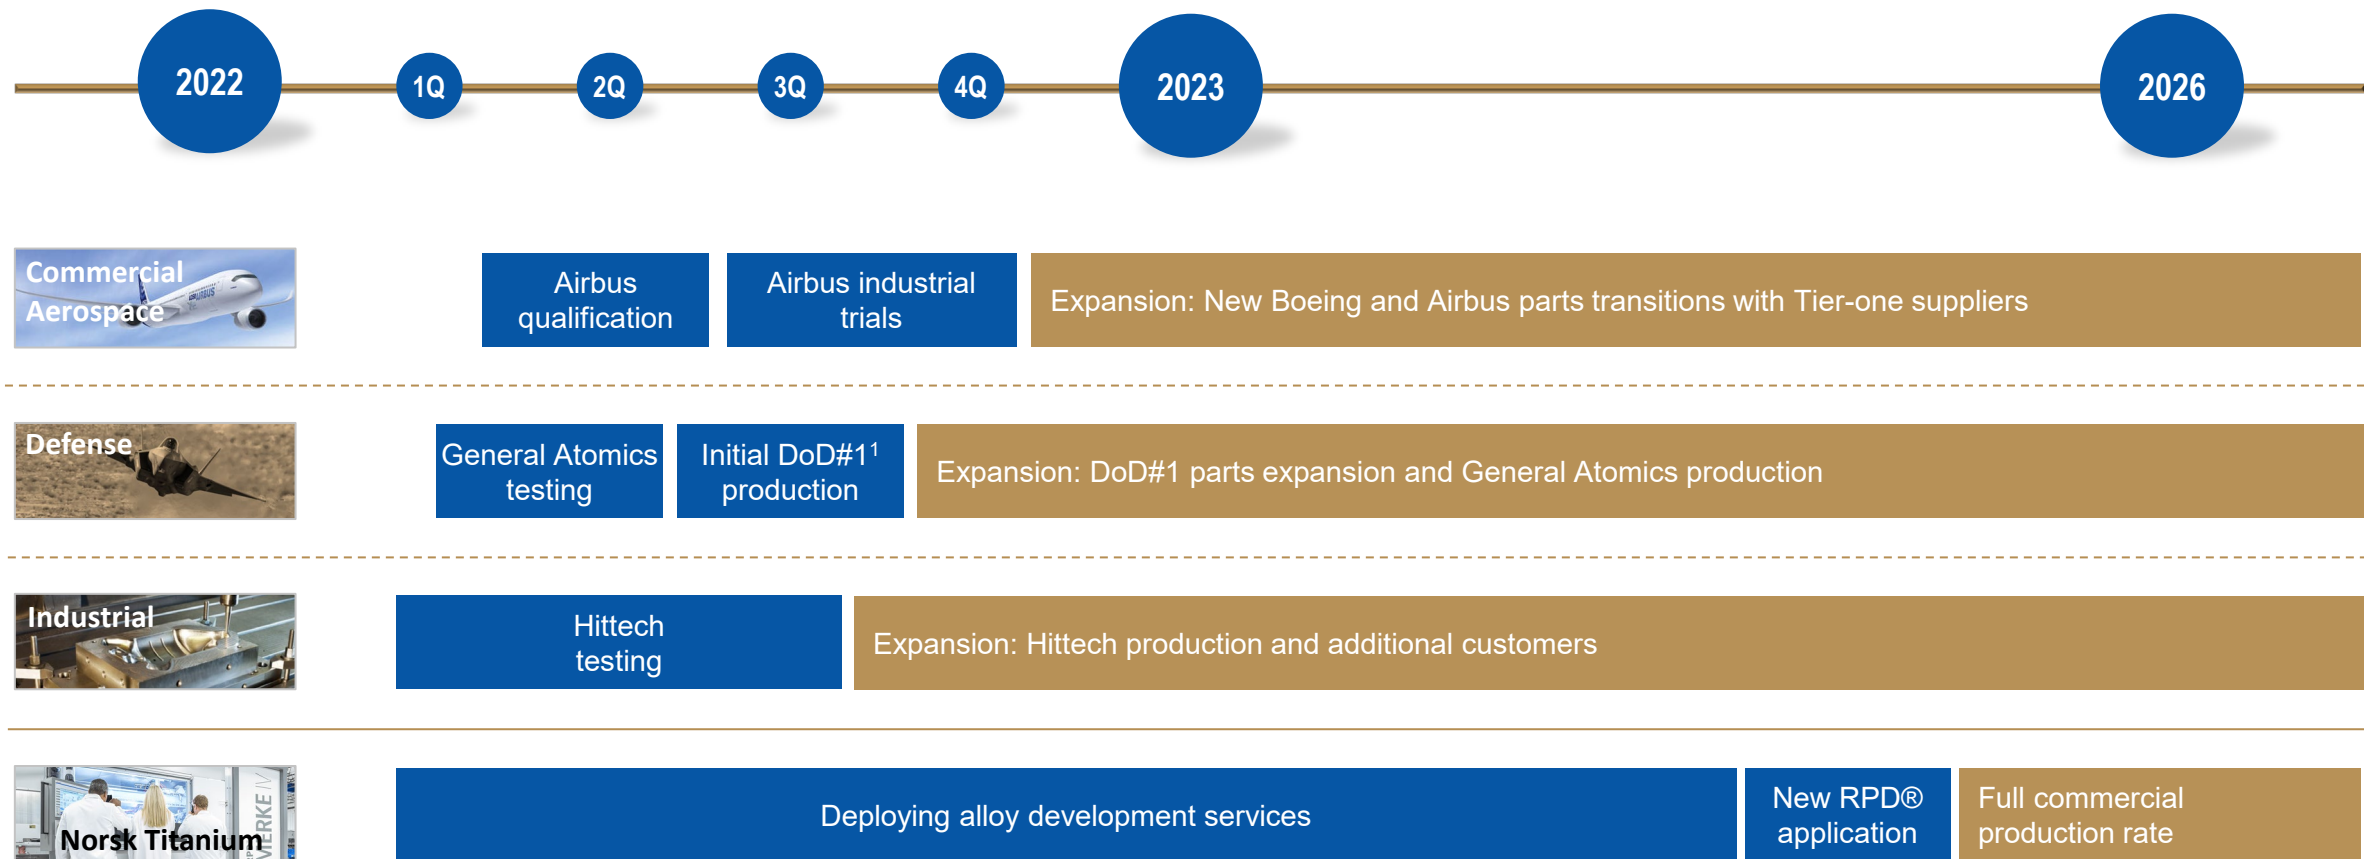 2022
1Q
2Q
3Q
4Q
2023
2026
Commercial
Aerospace
AIRBUS
Airbus
qualification
Airbus industrial
trials
Expansion: New Boeing and Airbus parts transitions with Tier-one suppliers
Defense
General Atomics
testing
Initial DoD#1¹
production
Expansion: DoD#1 parts expansion and General Atomics production
Industrial
Hittech
testing
Expansion: Hittech production and additional customers
Norsk Titanium
MERKE IV
Deploying alloy development services
New RPD®
application
Full commercial
production rate